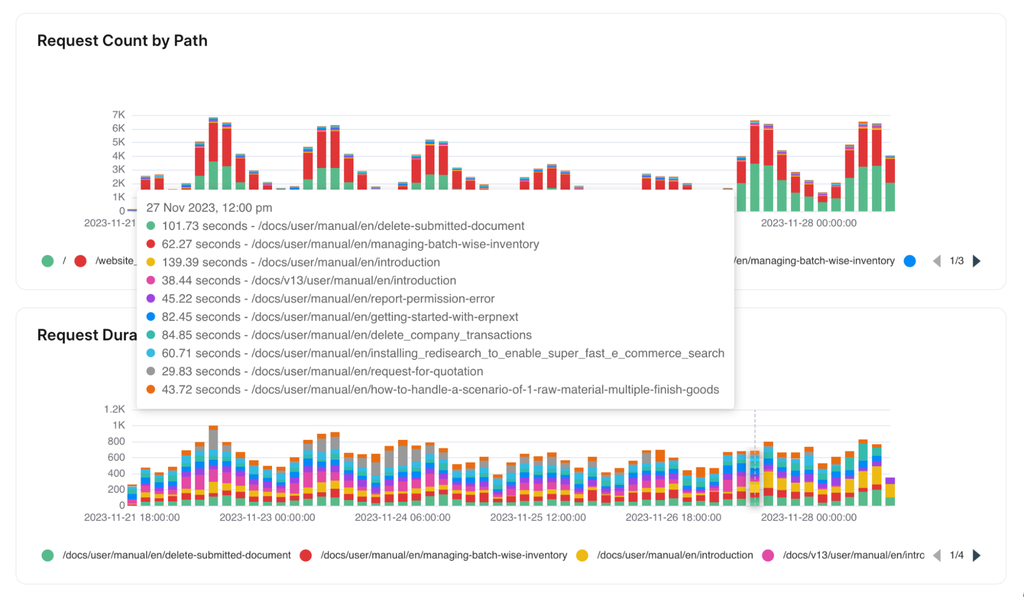 Request Count by Path
7K
6K
5K
4K
3K
2K
1K
0
2023-11-21
2023-11-28 00:00:00
/
/website_
/en/managing-batch-wise-inventory
1/3
27 Nov 2023, 12:00 pm
101.73 seconds - /docs/user/manual/en/delete-submitted-document
62.27 seconds - /docs/user/manual/en/managing-batch-wise-inventory
139.39 seconds - /docs/user/manual/en/introduction
38.44 seconds - /docs/v13/user/manual/en/introduction
45.22 seconds - /docs/user/manual/en/report-permission-error
82.45 seconds - /docs/user/manual/en/getting-started-with-erpnext
84.85 seconds - /docs/user/manual/en/delete_company_transactions
60.71 seconds - /docs/user/manual/en/installing_redisearch_to_enable_super_fast_e_commerce_search
29.83 seconds - /docs/user/manual/en/request-for-quotation
43.72 seconds - /docs/user/manual/en/how-to-handle-a-scenario-of-1-raw-material-multiple-finish-goods
Request Dura
1.2K
1K
800
600
400
200
0
2023-11-21 18:00:00 2023-11-23 00:00:00 2023-11-24 06:00:00 2023-11-25 12:00:00 2023-11-26 18:00:00 2023-11-28 00:00:00
/docs/user/manual/en/delete-submitted-document /docs/user/manual/en/managing-batch-wise-inventory /docs/user/manual/en/introduction /docs/v13/user/manual/en/intro 1/4